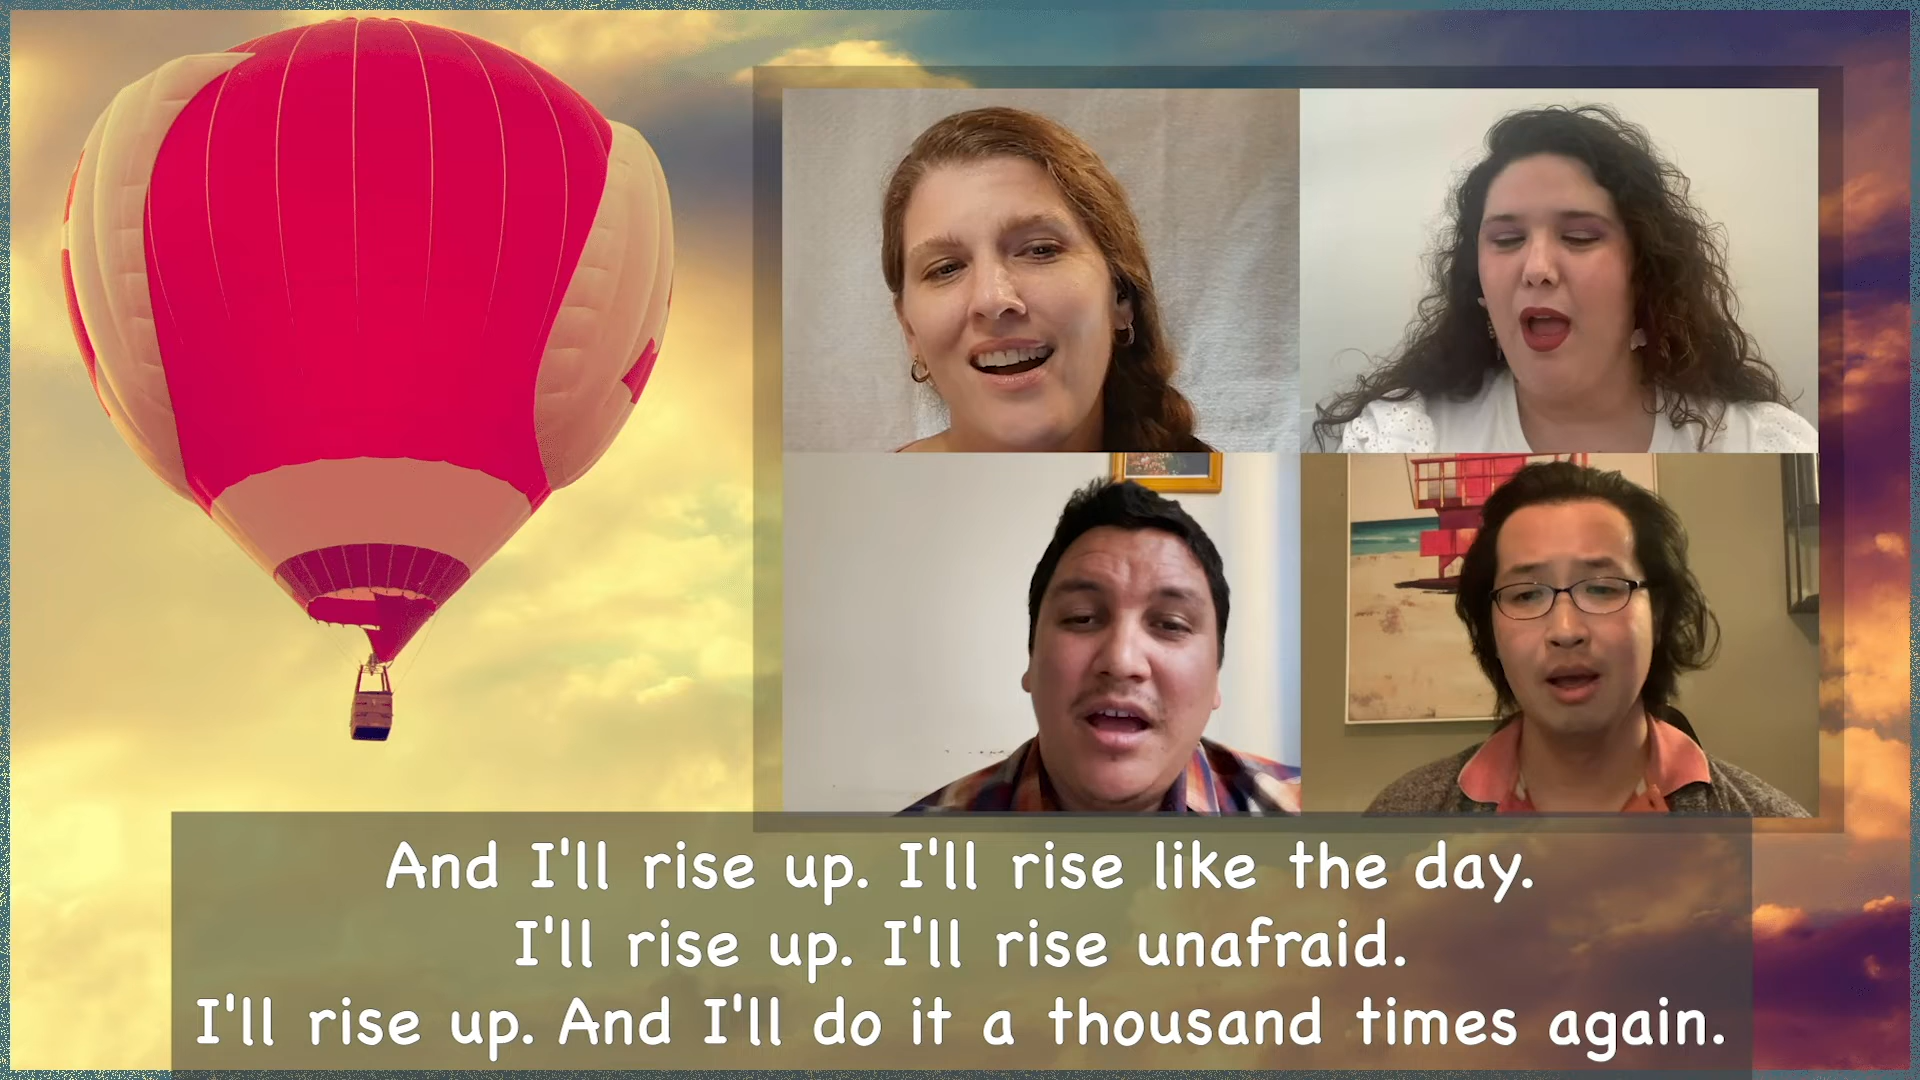 And I'll rise up. I'll rise like the day.
I'll rise up. I'll rise unafraid.
I'll rise up. And I'll do it a thousand times again.